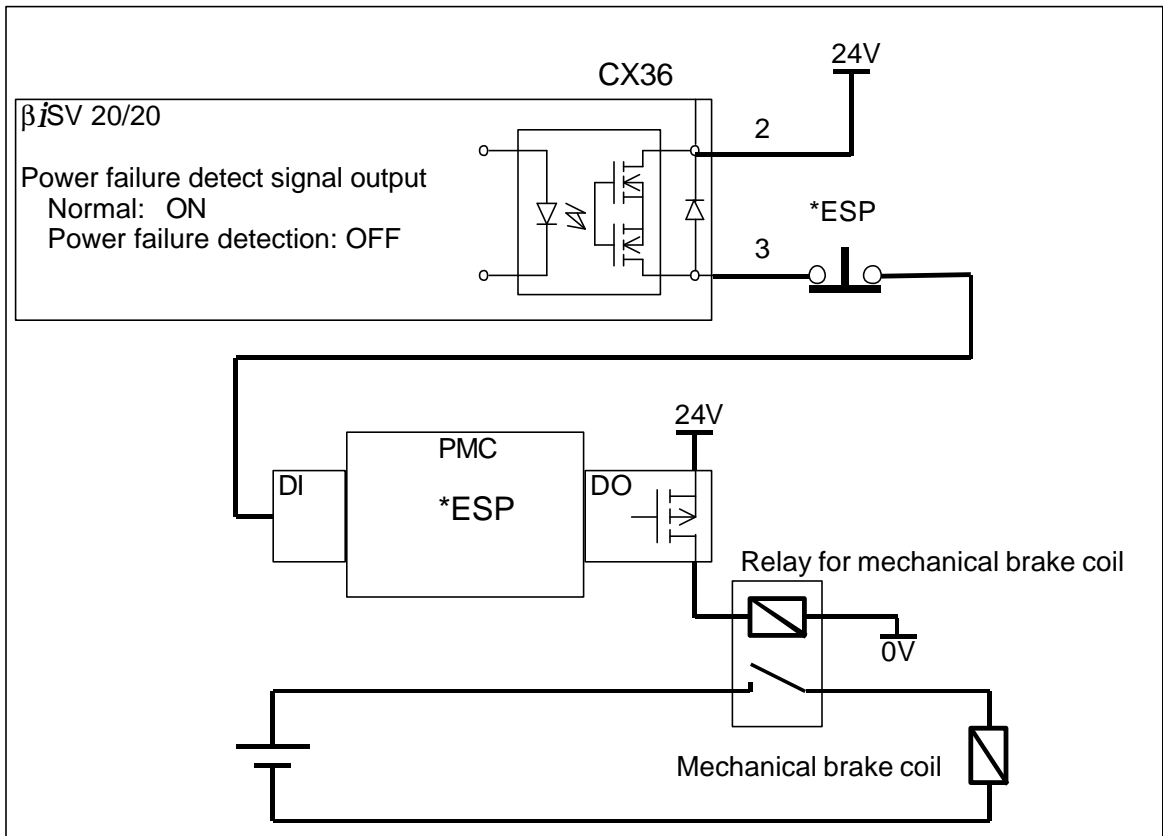 CX36
24V
βiSV 20/20
2
Power failure detect signal output
Normal: ON
Power failure detection: OFF
*ESP
3
24V
PMC
DI
*ESP
DO
Relay for mechanical brake coil
0V
Mechanical brake coil